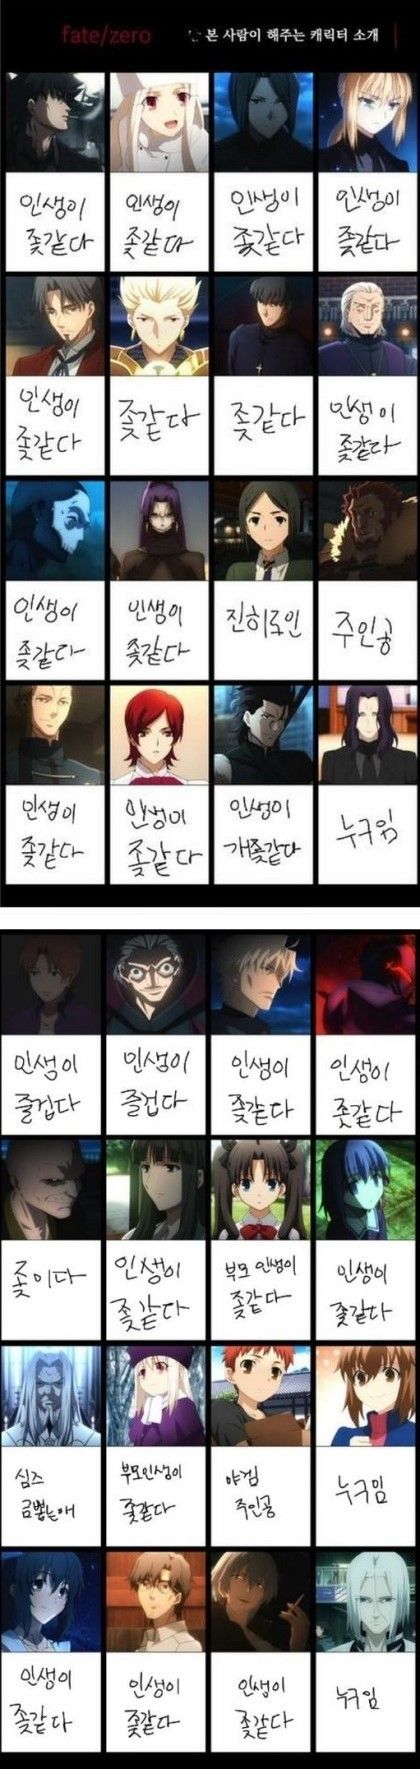 fate/zero 본 사람이 해주는 캐릭터 소개
인생이 인생이 인생이 인생이
좆같다 좆같다 좆같다 좆같다
인생이 좆같다 좆같다 인생이
좆같다 좆같다
인생이 인생이 진히로인 주인공
좆같다 좆같다
인생이 인생이 인생이 누구임
좆같다 좆같다 개좆같다
인생이 인생이 인생이 인생이
즐겁다 즐겁다 좆같다 좆같다
좆이다 인생이 부모 인생이 인생이
좆같다 좆같다 좆같다
심즈 부모인생이 야겜 누구임
금뽑는애 좆같다 주인공
인생이 인생이 인생이 누구임
좆같다 좆같다 좆같다